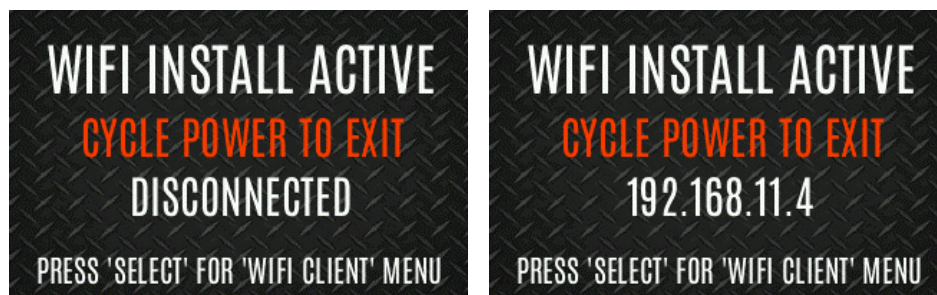 WIFI INSTALL ACTIVE
CYCLE POWER TO EXIT
DISCONNECTED
PRESS 'SELECT' FOR 'WIFI CLIENT' MENU
WIFI INSTALL ACTIVE
CYCLE POWER TO EXIT
192.168.11.4
PRESS 'SELECT' FOR 'WIFI CLIENT' MENU